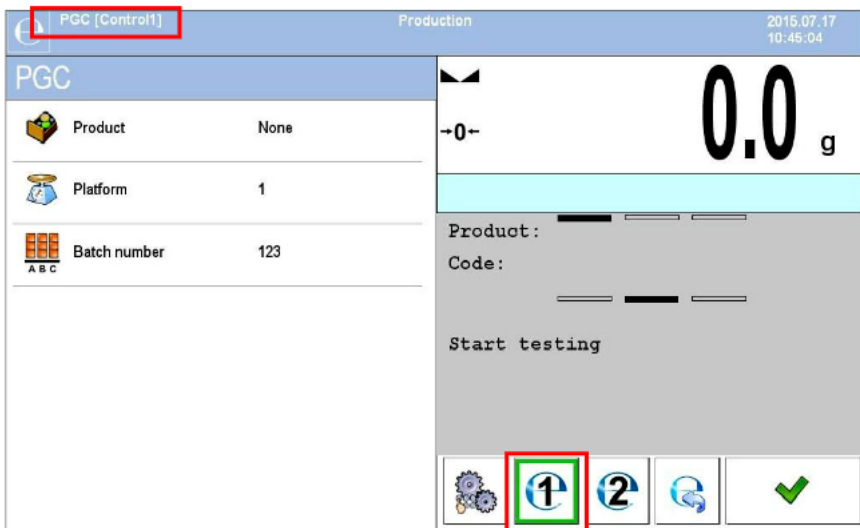 PGC [Control1]
Production
2015.07.17
10:45:04
PGC
Product None
Platform 1
Batch number 123
A B C
→0←
0.0 g
Product:
Code:
Start testing
1
2